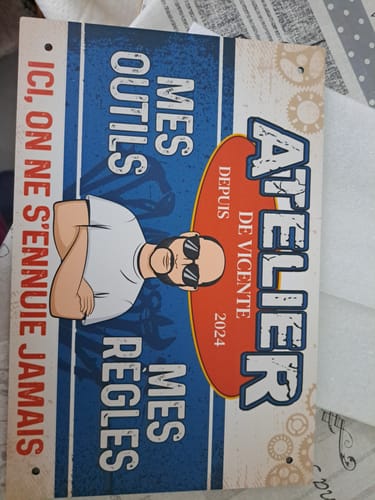 ATELIER
DE VICENTE
DEPUIS 2024
MES
OUTILS
MES
RÈGLES
ICI, ON NE S'ENNUIE JAMAIS